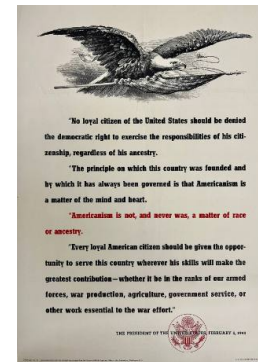 "No loyal citizen of the United States should be denied
the democratic right to exercise the responsibilities of his citi-
zenship, regardless of his ancestry.
"The principle on which this country was founded and
by which it has always been governed is that Americanism is
a matter of the mind and heart.
"Americanism is not, and never was, a matter of race
or ancestry.
"Every loyal American citizen should be given the oppor-
tunity to serve this country wherever his skills will make the
greatest contribution—whether it be in the ranks of our armed
forces, war production, agriculture, government service, or
other work essential to the war effort."
THE PRESIDENT OF THE UNITED STATES, FEBRUARY 3, 1943